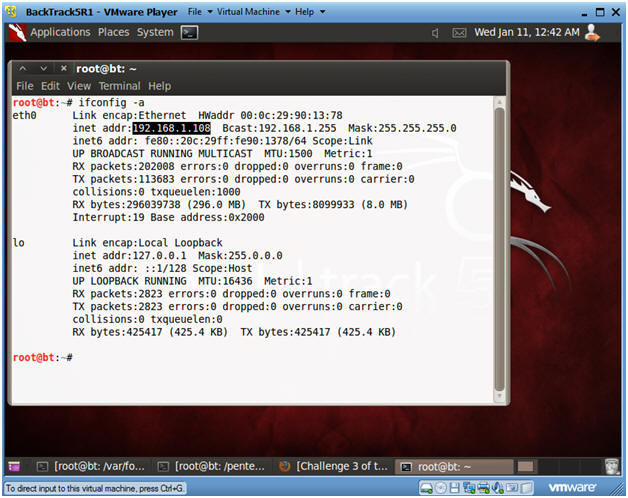 BackTrack5R1 - VMware Player File Virtual Machine Help
Applications Places System Wed Jan 11, 12:42 AM
root@bt: ~
File Edit View Terminal Help
root@bt:~# ifconfig -a
eth0 Link encap:Ethernet HWaddr 00:0c:29:90:13:78
inet addr:192.168.1.108 Bcast:192.168.1.255 Mask:255.255.255.0
inet6 addr: fe80::20c:29ff:fe90:1378/64 Scope:Link
UP BROADCAST RUNNING MULTICAST MTU:1500 Metric:1
RX packets:202008 errors:0 dropped:0 overruns:0 frame:0
TX packets:113683 errors:0 dropped:0 overruns:0 carrier:0
collisions:0 txqueuelen:1000
RX bytes:296039738 (296.0 MB) TX bytes:8099933 (8.0 MB)
Interrupt:19 Base address:0x2000
lo Link encap:Local Loopback
inet addr:127.0.0.1 Mask:255.0.0.0
inet6 addr: ::1/128 Scope:Host
UP LOOPBACK RUNNING MTU:16436 Metric:1
RX packets:2823 errors:0 dropped:0 overruns:0 frame:0
TX packets:2823 errors:0 dropped:0 overruns:0 carrier:0
collisions:0 txqueuelen:0
RX bytes:425417 (425.4 KB) TX bytes:425417 (425.4 KB)
root@bt:~#
[root@bt: /var/fo... [root@bt: /pente... [Challenge 3 of t... root@bt: ~
To direct input to this virtual machine, press Ctrl+G. vmware